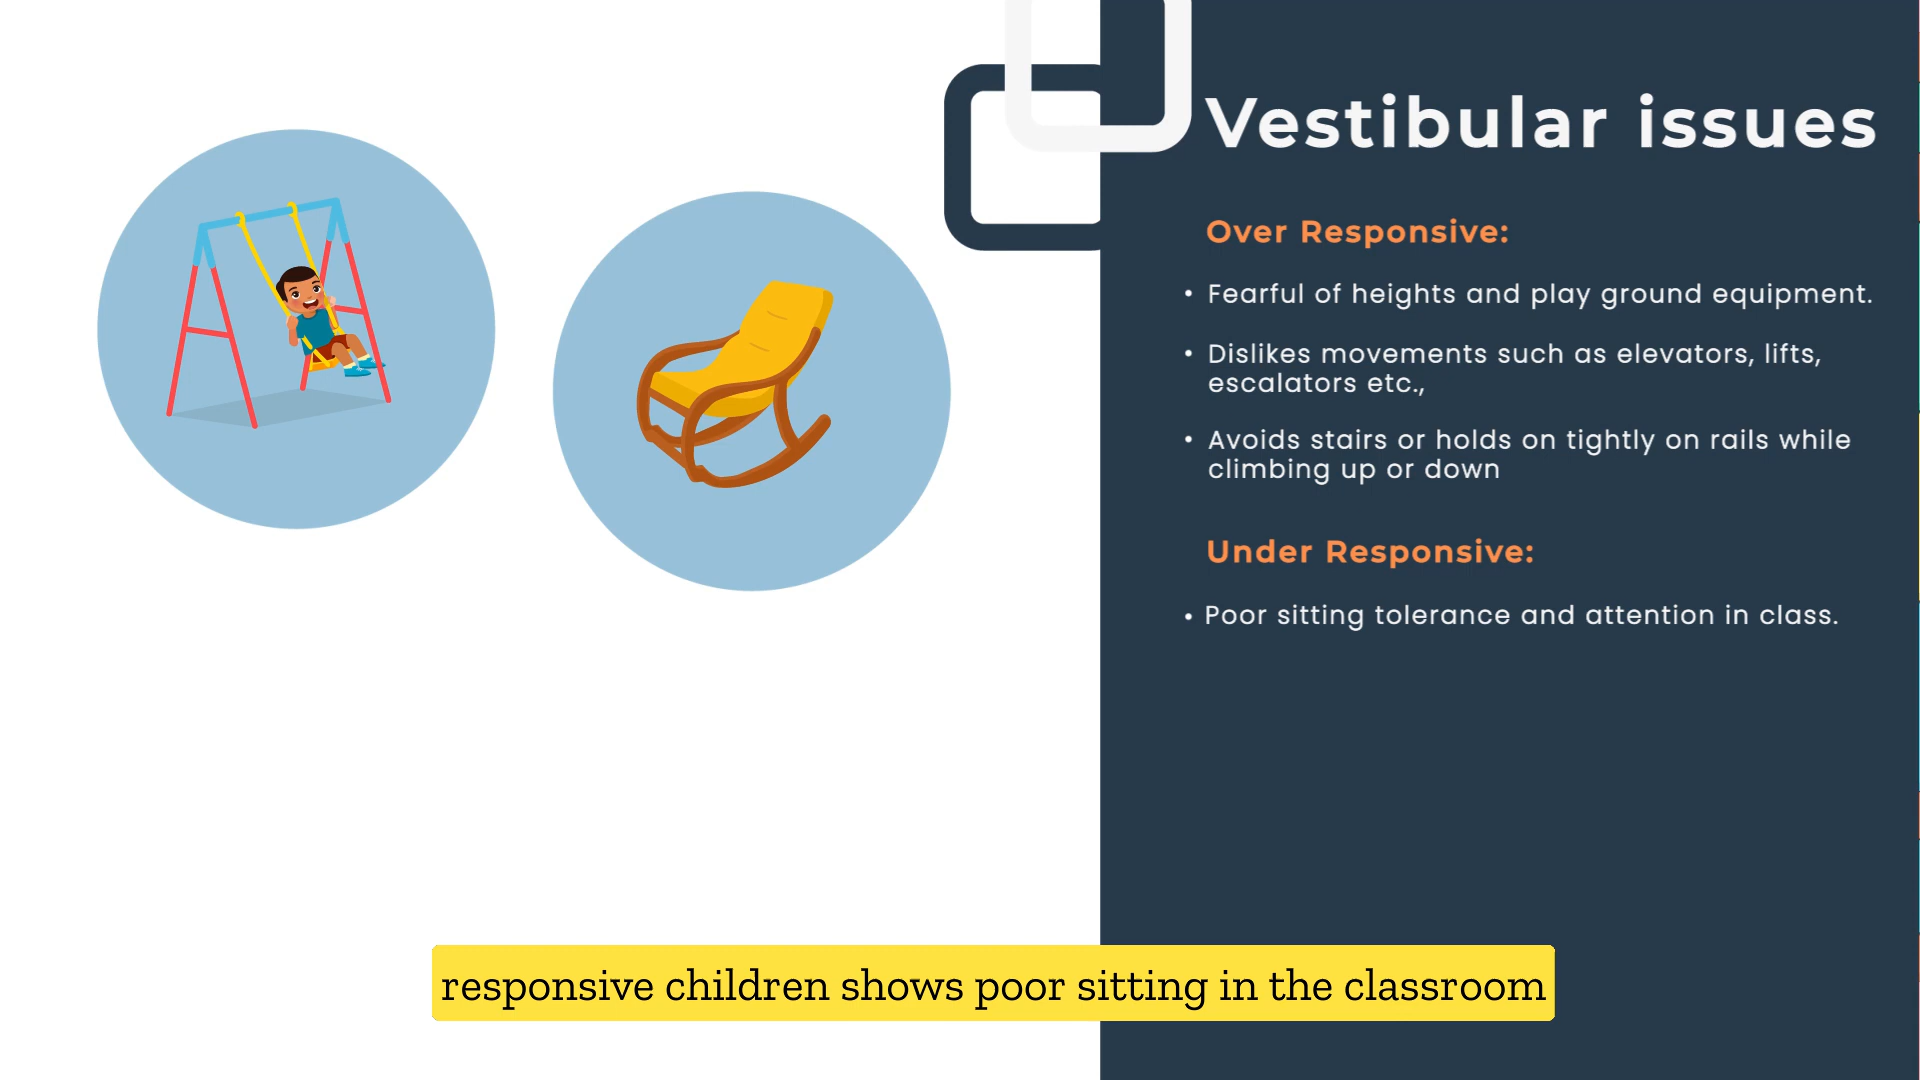 Vestibular issues
Over Responsive:
• Fearful of heights and play ground equipment.
• Dislikes movements such as elevators, lifts,
escalators etc.,
• Avoids stairs or holds on tightly on rails while
climbing up or down
Under Responsive:
• Poor sitting tolerance and attention in class.
responsive children shows poor sitting in the classroom